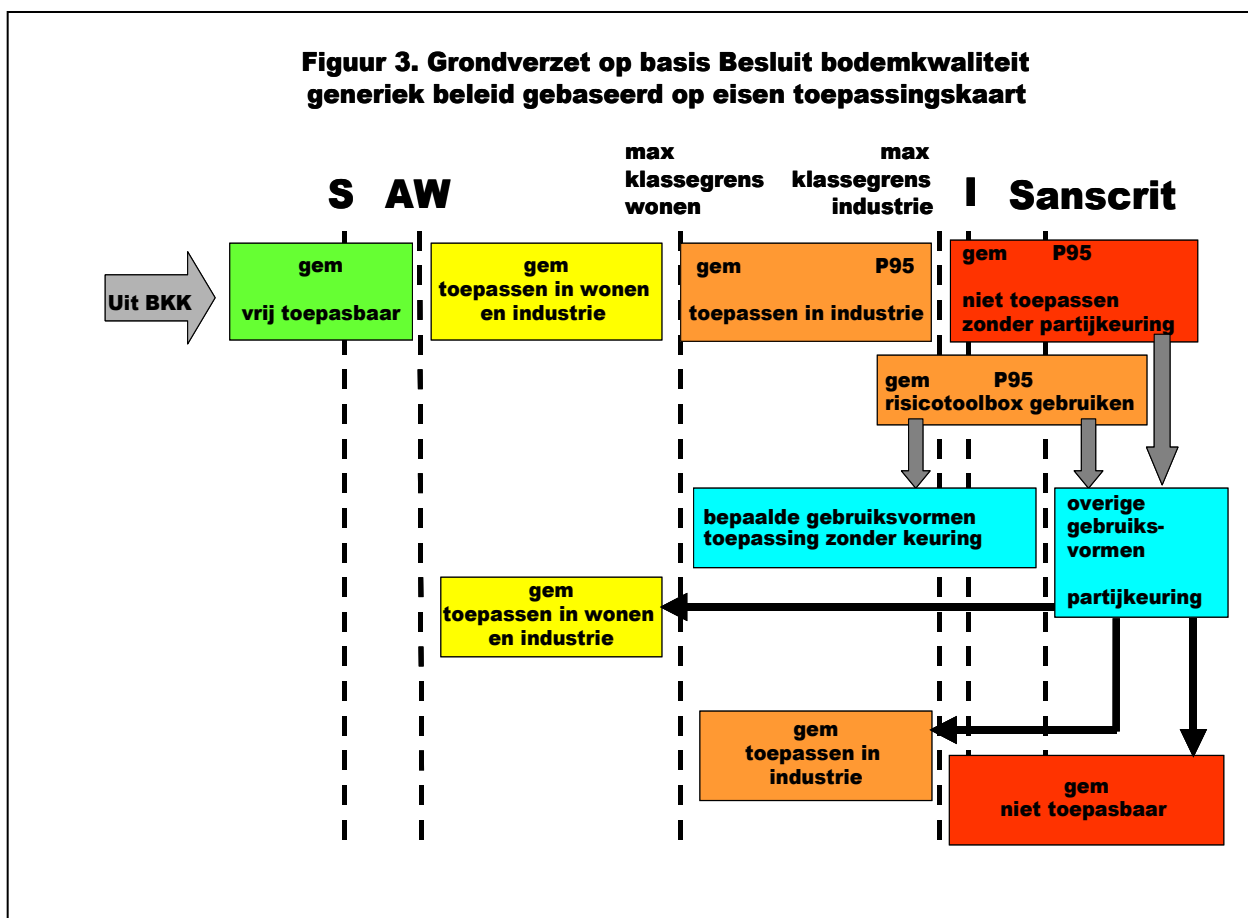 Figuur 3. Grondverzet op basis Besluit bodemkwaliteit
generiek beleid gebaseerd op eisen toepassingskaart
S
AW
max
klassegrens
wonen
max
klassegrens
industrie
I
Sanscrit
Uit BKK
gem
vrij toepasbaar
gem
toepassen in wonen
en industrie
gem P95
toepassen in industrie
gem P95
niet toepassen
zonder partijkeuring
gem P95
risicotoolbox gebruiken
bepaalde gebruiksvormen
toepassing zonder keuring
overige
gebruiks-
vormen
partijkeuring
gem
toepassen in wonen
en industrie
gem
toepassen in
industrie
gem
niet toepasbaar